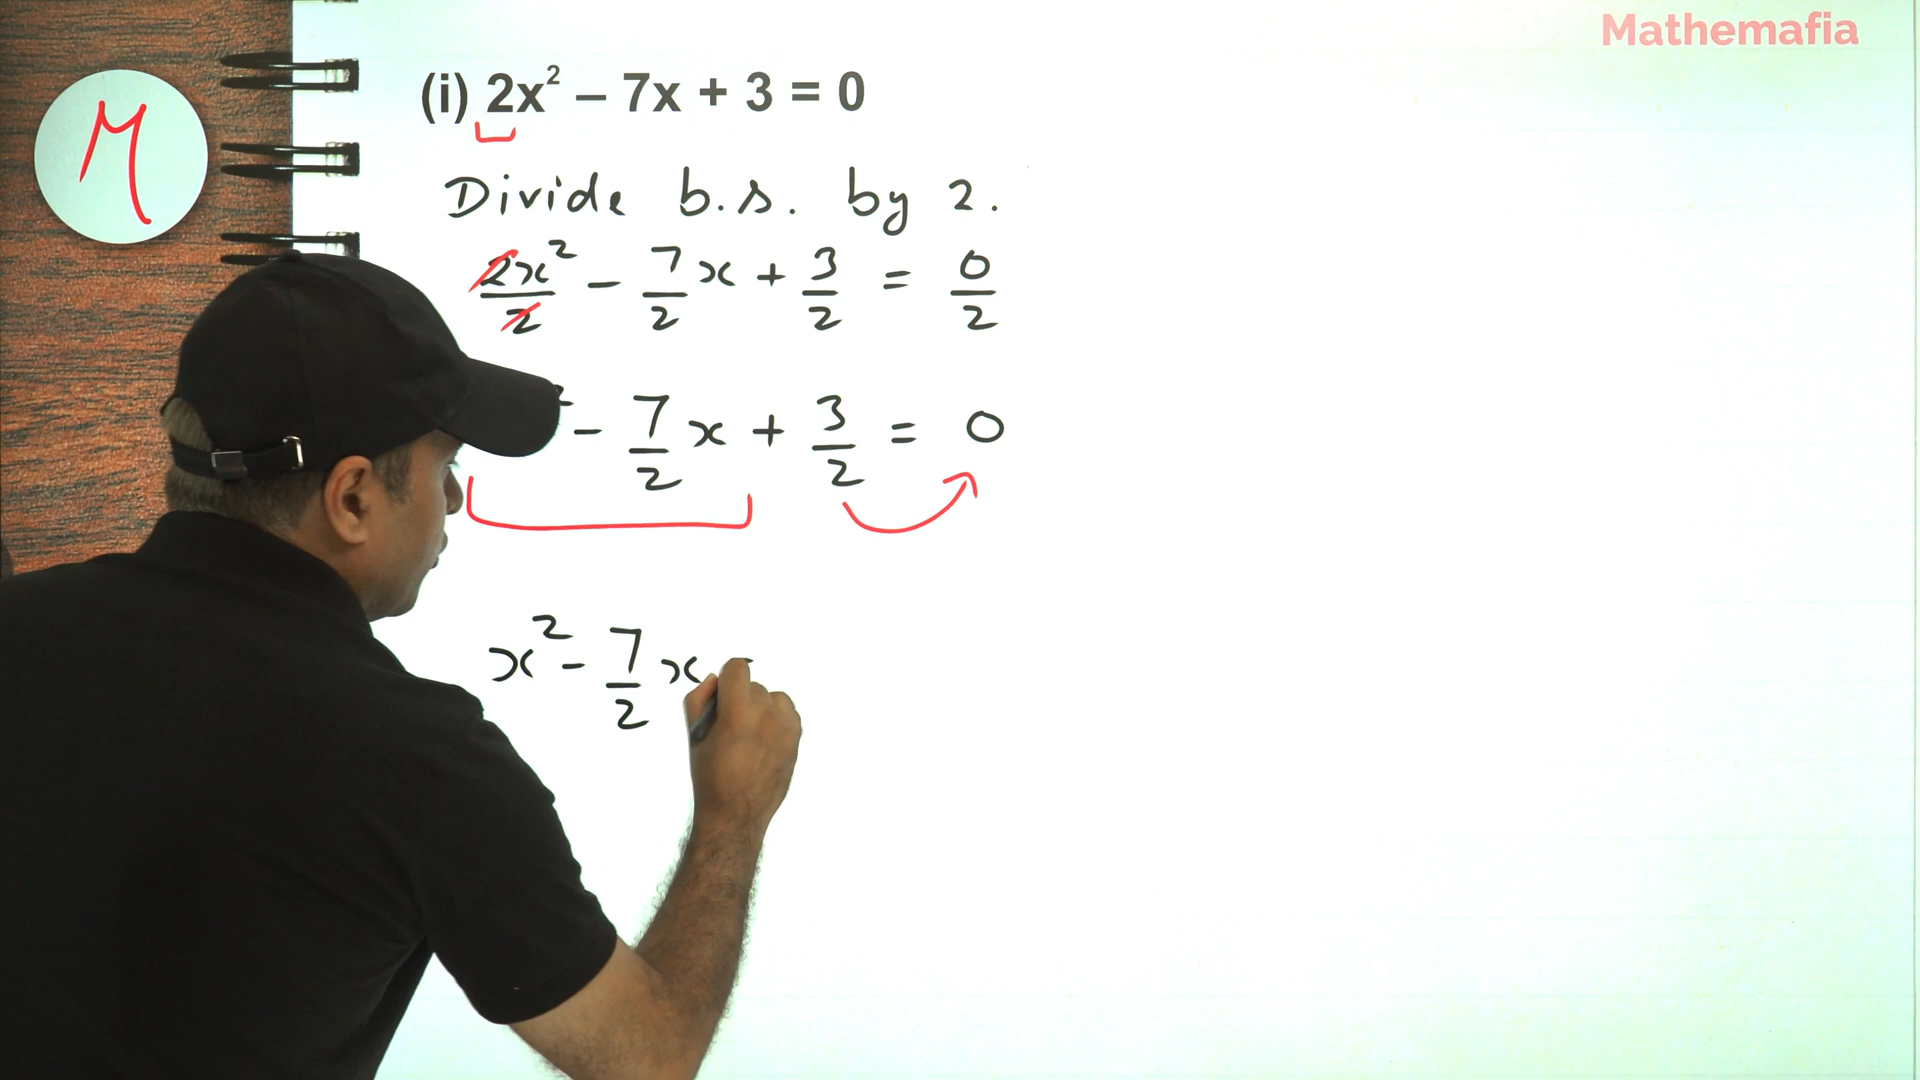 Mathemafia
M
(i) 2x² – 7x + 3 = 0
Divide b.s. by 2.
2x²/2 - 7/2 x + 3/2 = 0/2
² - 7/2 x + 3/2 = 0
x² - 7/2 x